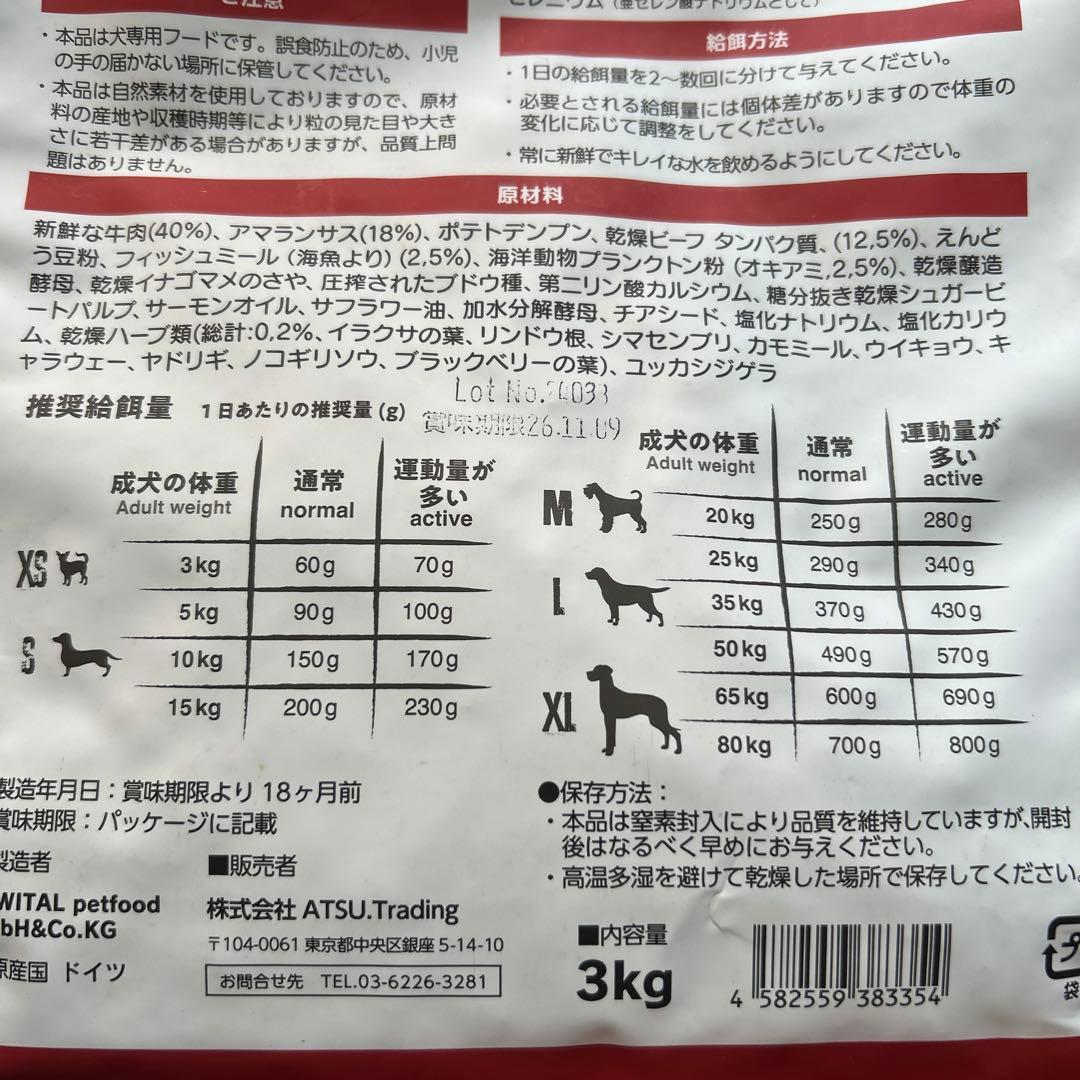 ご注意
・本品は犬専用フードです。誤食防止のため、小児
の手の届かない場所に保管してください。
・本品は自然素材を使用しておりますので、原材
料の産地や収穫時期等により粒の見た目や大き
さに若干差がある場合がありますが、品質上問
題はありません。
セレニウム（亜セレン酸ナトリウムとして）
給餌方法
・1日の給餌量を2〜数回に分けて与えてください。
・必要とされる給餌量には個体差がありますので体重の
変化に応じて調整をしてください。
・常に新鮮でキレイな水を飲めるようにしてください。
原材料
新鮮な牛肉(40%)、アマランサス(18%)、ポテトデンプン、乾燥ビーフ タンパク質、(12,5%)、えんど
う豆粉、フィッシュミール（海魚より）(2,5%)、海洋動物プランクトン粉（オキアミ,2,5%）、乾燥醸造
酵母、乾燥イナゴマメのさや、圧搾されたブドウ種、第二リン酸カルシウム、糖分抜き乾燥シュガービ
ートパルプ、サーモンオイル、サフラワー油、加水分解酵母、チアシード、塩化ナトリウム、塩化カリウ
ム、乾燥ハーブ類(総計:0,2%、イラクサの葉、リンドウ根、シマセンブリ、カモミール、ウイキョウ、キ
ャラウェー、ヤドリギ、ノコギリソウ、ブラックベリーの葉)、ユッカシジゲラ
Lot No.
賞味期限26.11.09
推奨給餌量 1日あたりの推奨量(g)
成犬の体重 通常 運動量が
多い
Adult weight normal active
XS 3kg 60g 70g
5kg 90g 100g
S 10kg 150g 170g
15kg 200g 230g
成犬の体重 通常 運動量が
多い
Adult weight normal active
M 20kg 250g 280g
25kg 290g 340g
L 35kg 370g 430g
50kg 490g 570g
XL 65kg 600g 690g
80kg 700g 800g
製造年月日：賞味期限より18ヶ月前
賞味期限：パッケージに記載
製造者
WITAL petfood
bH&Co.KG
原産国 ドイツ
■販売者
株式会社 ATSU.Trading
〒104-0061 東京都中央区銀座5-14-10
お問合せ先 TEL.03-6226-3281
●保存方法：
・本品は窒素封入により品質を維持していますが、開封
後はなるべく早めにお与えください。
・高温多湿を避けて乾燥した場所で保存してください。
■内容量
3kg
4 582559 383354
プ
袋